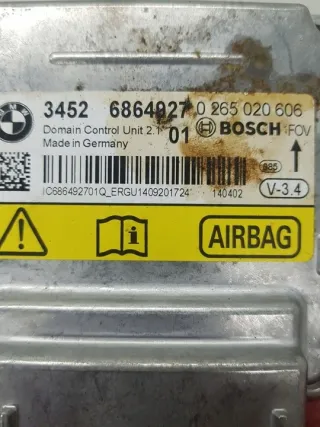 3452 6864927 0 265 020 606
Domain Control Unit 2.1 01 BOSCH FOV
Made in Germany
985
IC686492701Q_ERGU1409201724 140402
V-3.4
AIRBAG